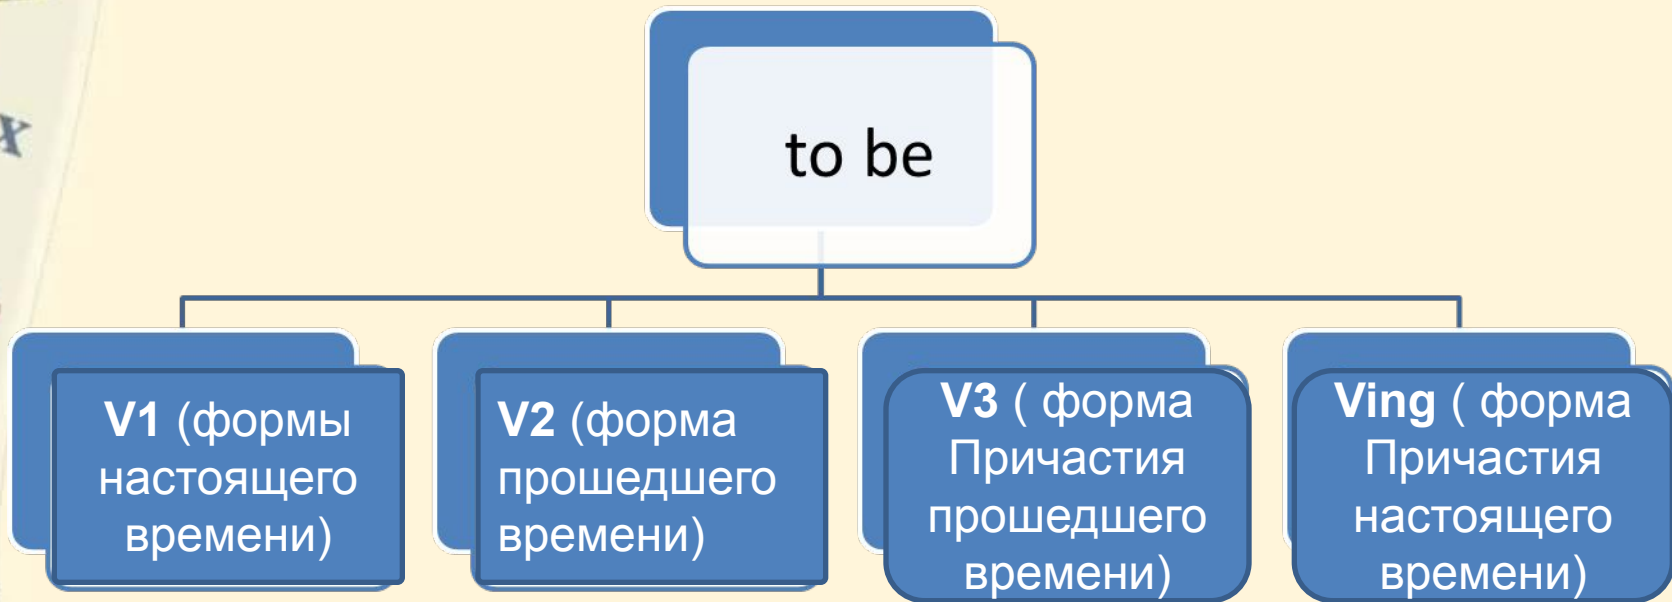 х
to be
V1 (формы
настоящего
времени)
V2 (форма
прошедшего
времени)
V3 ( форма
Причастия
прошедшего
времени)
Ving ( форма
Причастия
настоящего
времени)